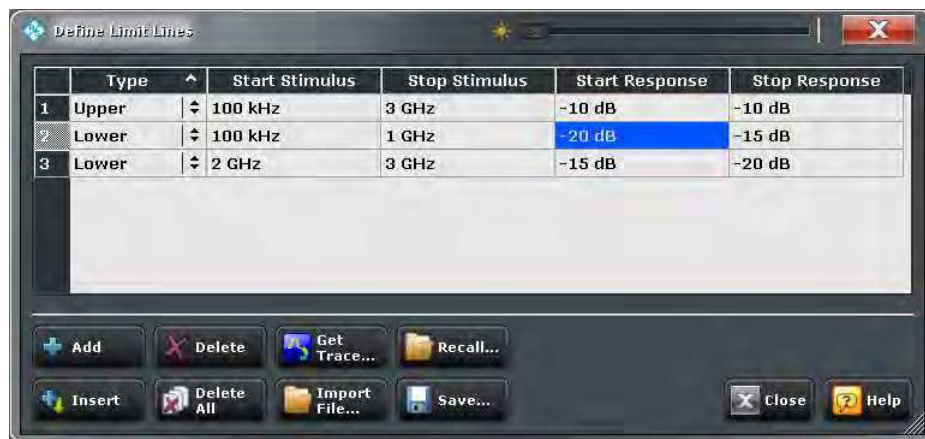 Define Limit Lines
Type Start Stimulus Stop Stimulus Start Response Stop Response
1 Upper 100 kHz 3 GHz -10 dB -10 dB
2 Lower 100 kHz 1 GHz -20 dB -15 dB
3 Lower 2 GHz 3 GHz -15 dB -20 dB
Add Delete Get Trace... Recall...
Insert Delete All Import File... Save... Close Help